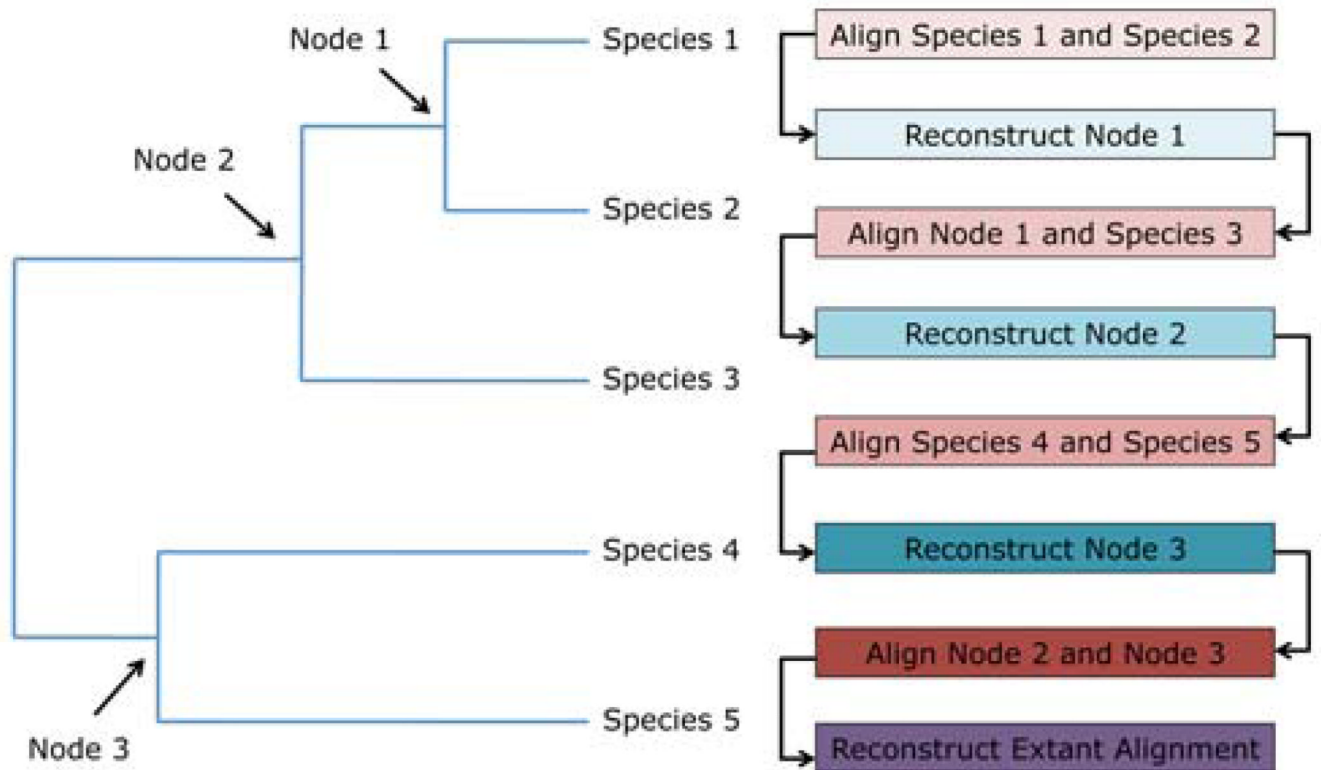 Node 1
Species 1
Node 2
Species 2
Species 3
Species 4
Node 3
Species 5
Align Species 1 and Species 2
Reconstruct Node 1
Align Node 1 and Species 3
Reconstruct Node 2
Align Species 4 and Species 5
Reconstruct Node 3
Align Node 2 and Node 3
Reconstruct Extant Alignment